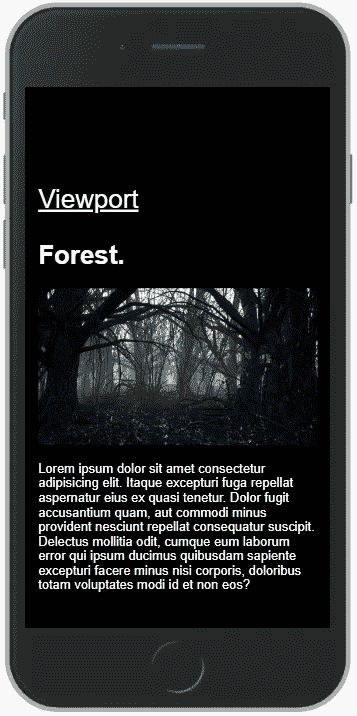 Viewport
Forest.
Lorem ipsum dolor sit amet consectetur
adipisicing elit. Itaque excepturi fuga repellat
aspernatur eius ex quasi tenetur. Dolor fugit
accusantium quam, aut commodi minus
provident nesciunt repellat consequatur suscipit.
Delectus mollitia odit, cumque eum laborum
error qui ipsum ducimus quibusdam sapiente
excepturi facere minus nisi corporis, doloribus
totam voluptates modi id et non eos?